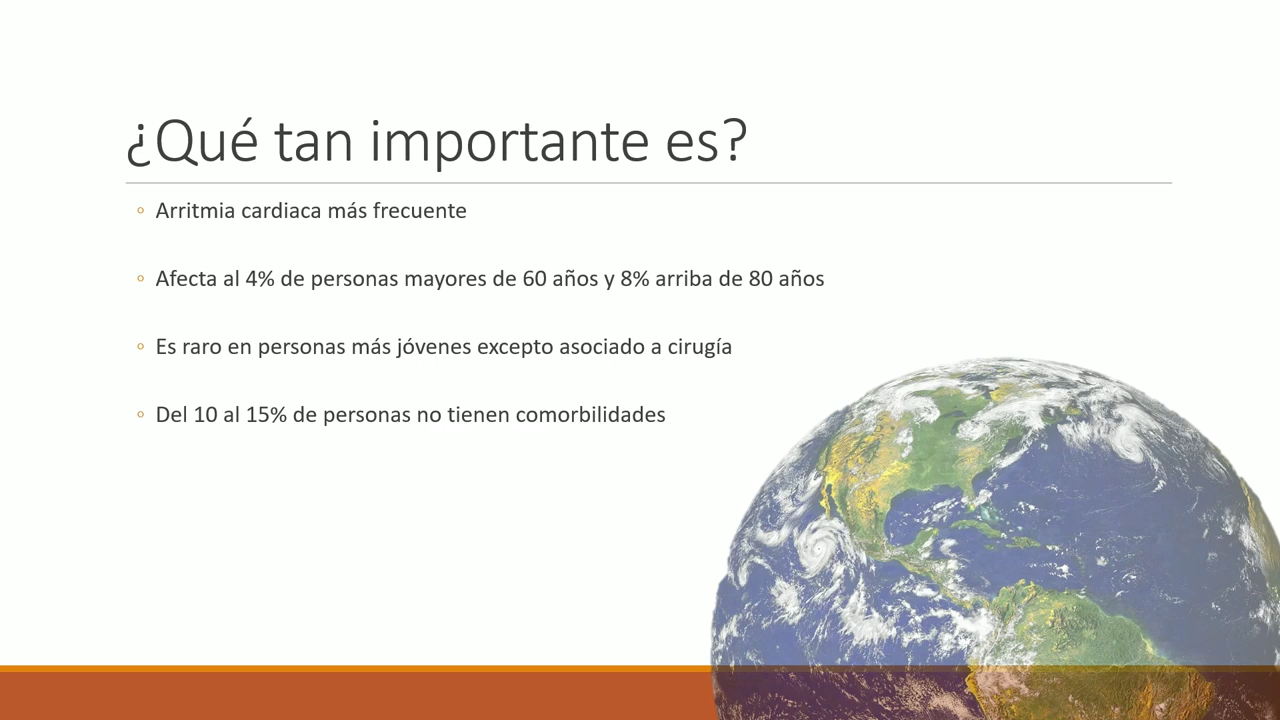 ¿Qué tan importante es?
◦ Arritmia cardiaca más frecuente
◦ Afecta al 4% de personas mayores de 60 años y 8% arriba de 80 años
◦ Es raro en personas más jóvenes excepto asociado a cirugía
◦ Del 10 al 15% de personas no tienen comorbilidades